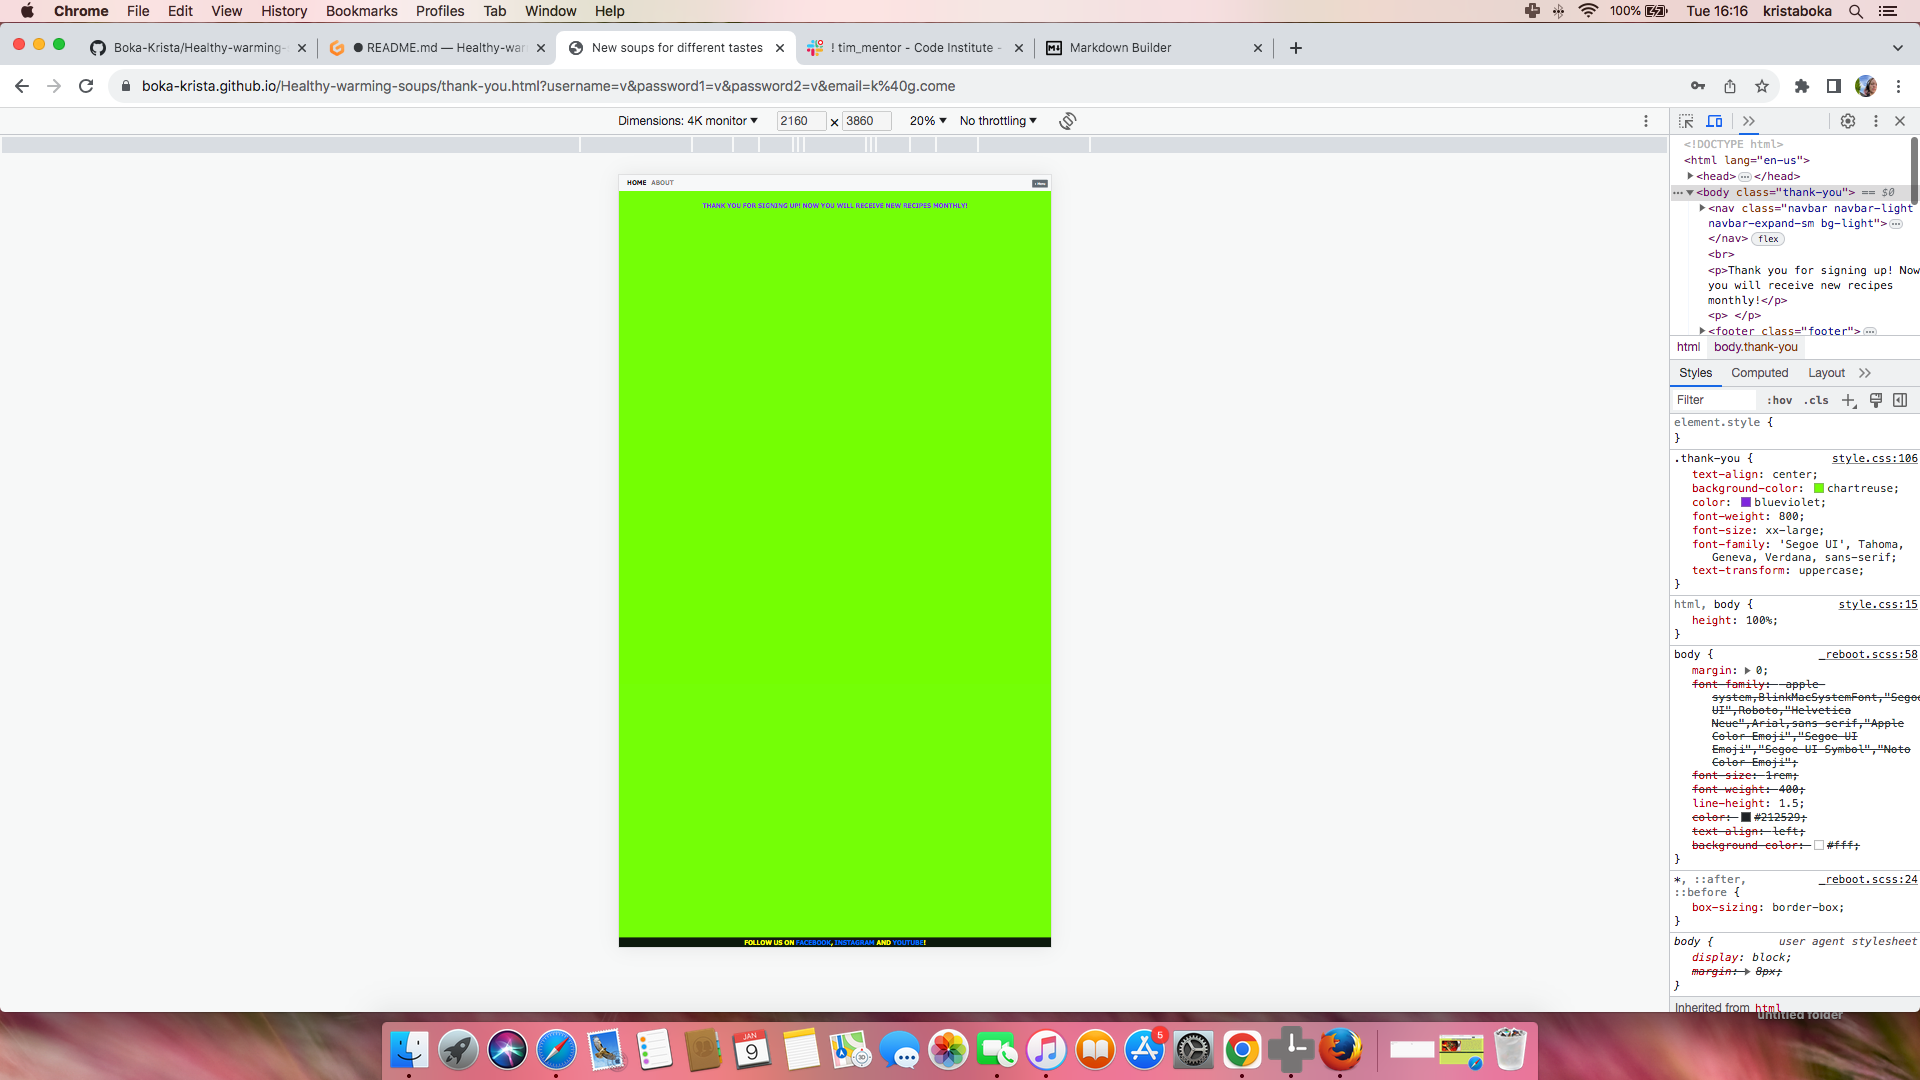 Chrome File Edit View History Bookmarks Profiles Tab Window Help 100% Tue 16:16 kristaboka
Boka-Krista/Healthy-warming- README.md — Healthy-war New soups for different tastes ! tim_mentor - Code Institute - Markdown Builder
boka-krista.github.io/Healthy-warming-soups/thank-you.html?username=v&password1=v&password2=v&email=k%40g.come
Dimensions: 4K monitor 2160 × 3860 20% No throttling
HOME ABOUT Menu
THANK YOU FOR SIGNING UP! NOW YOU WILL RECEIVE NEW RECIPES MONTHLY!
FOLLOW US ON FACEBOOK, INSTAGRAM AND YOUTUBE!
<!DOCTYPE html>
<html lang="en-us">
<head> … </head>
… <body class="thank-you"> == $0
<nav class="navbar navbar-light
navbar-expand-sm bg-light"> …
</nav> flex
<br>
<p>Thank you for signing up! Now
you will receive new recipes
monthly!</p>
<p> </p>
<footer class="footer"> …
html body.thank-you
Styles Computed Layout
Filter :hov .cls
element.style {
}
.thank-you { style.css:106
text-align: center;
background-color: chartreuse;
color: blueviolet;
font-weight: 800;
font-size: xx-large;
font-family: 'Segoe UI', Tahoma,
Geneva, Verdana, sans-serif;
text-transform: uppercase;
}
html, body { style.css:15
height: 100%;
}
body { _reboot.scss:58
margin: 0;
font-family: -apple-
system,BlinkMacSystemFont,"Segoe
UI",Roboto,"Helvetica
Neue",Arial,sans-serif,"Apple
Color Emoji","Segoe UI
Emoji","Segoe UI Symbol","Noto
Color Emoji";
font-size: 1rem;
font-weight: 400;
line-height: 1.5;
color: #212529;
text-align: left;
background-color: #fff;
}
*, ::after, _reboot.scss:24
::before {
box-sizing: border-box;
}
body { user agent stylesheet
display: block;
margin: 8px;
}
Inherited from html
untitled folder
JAN
9
3D
5